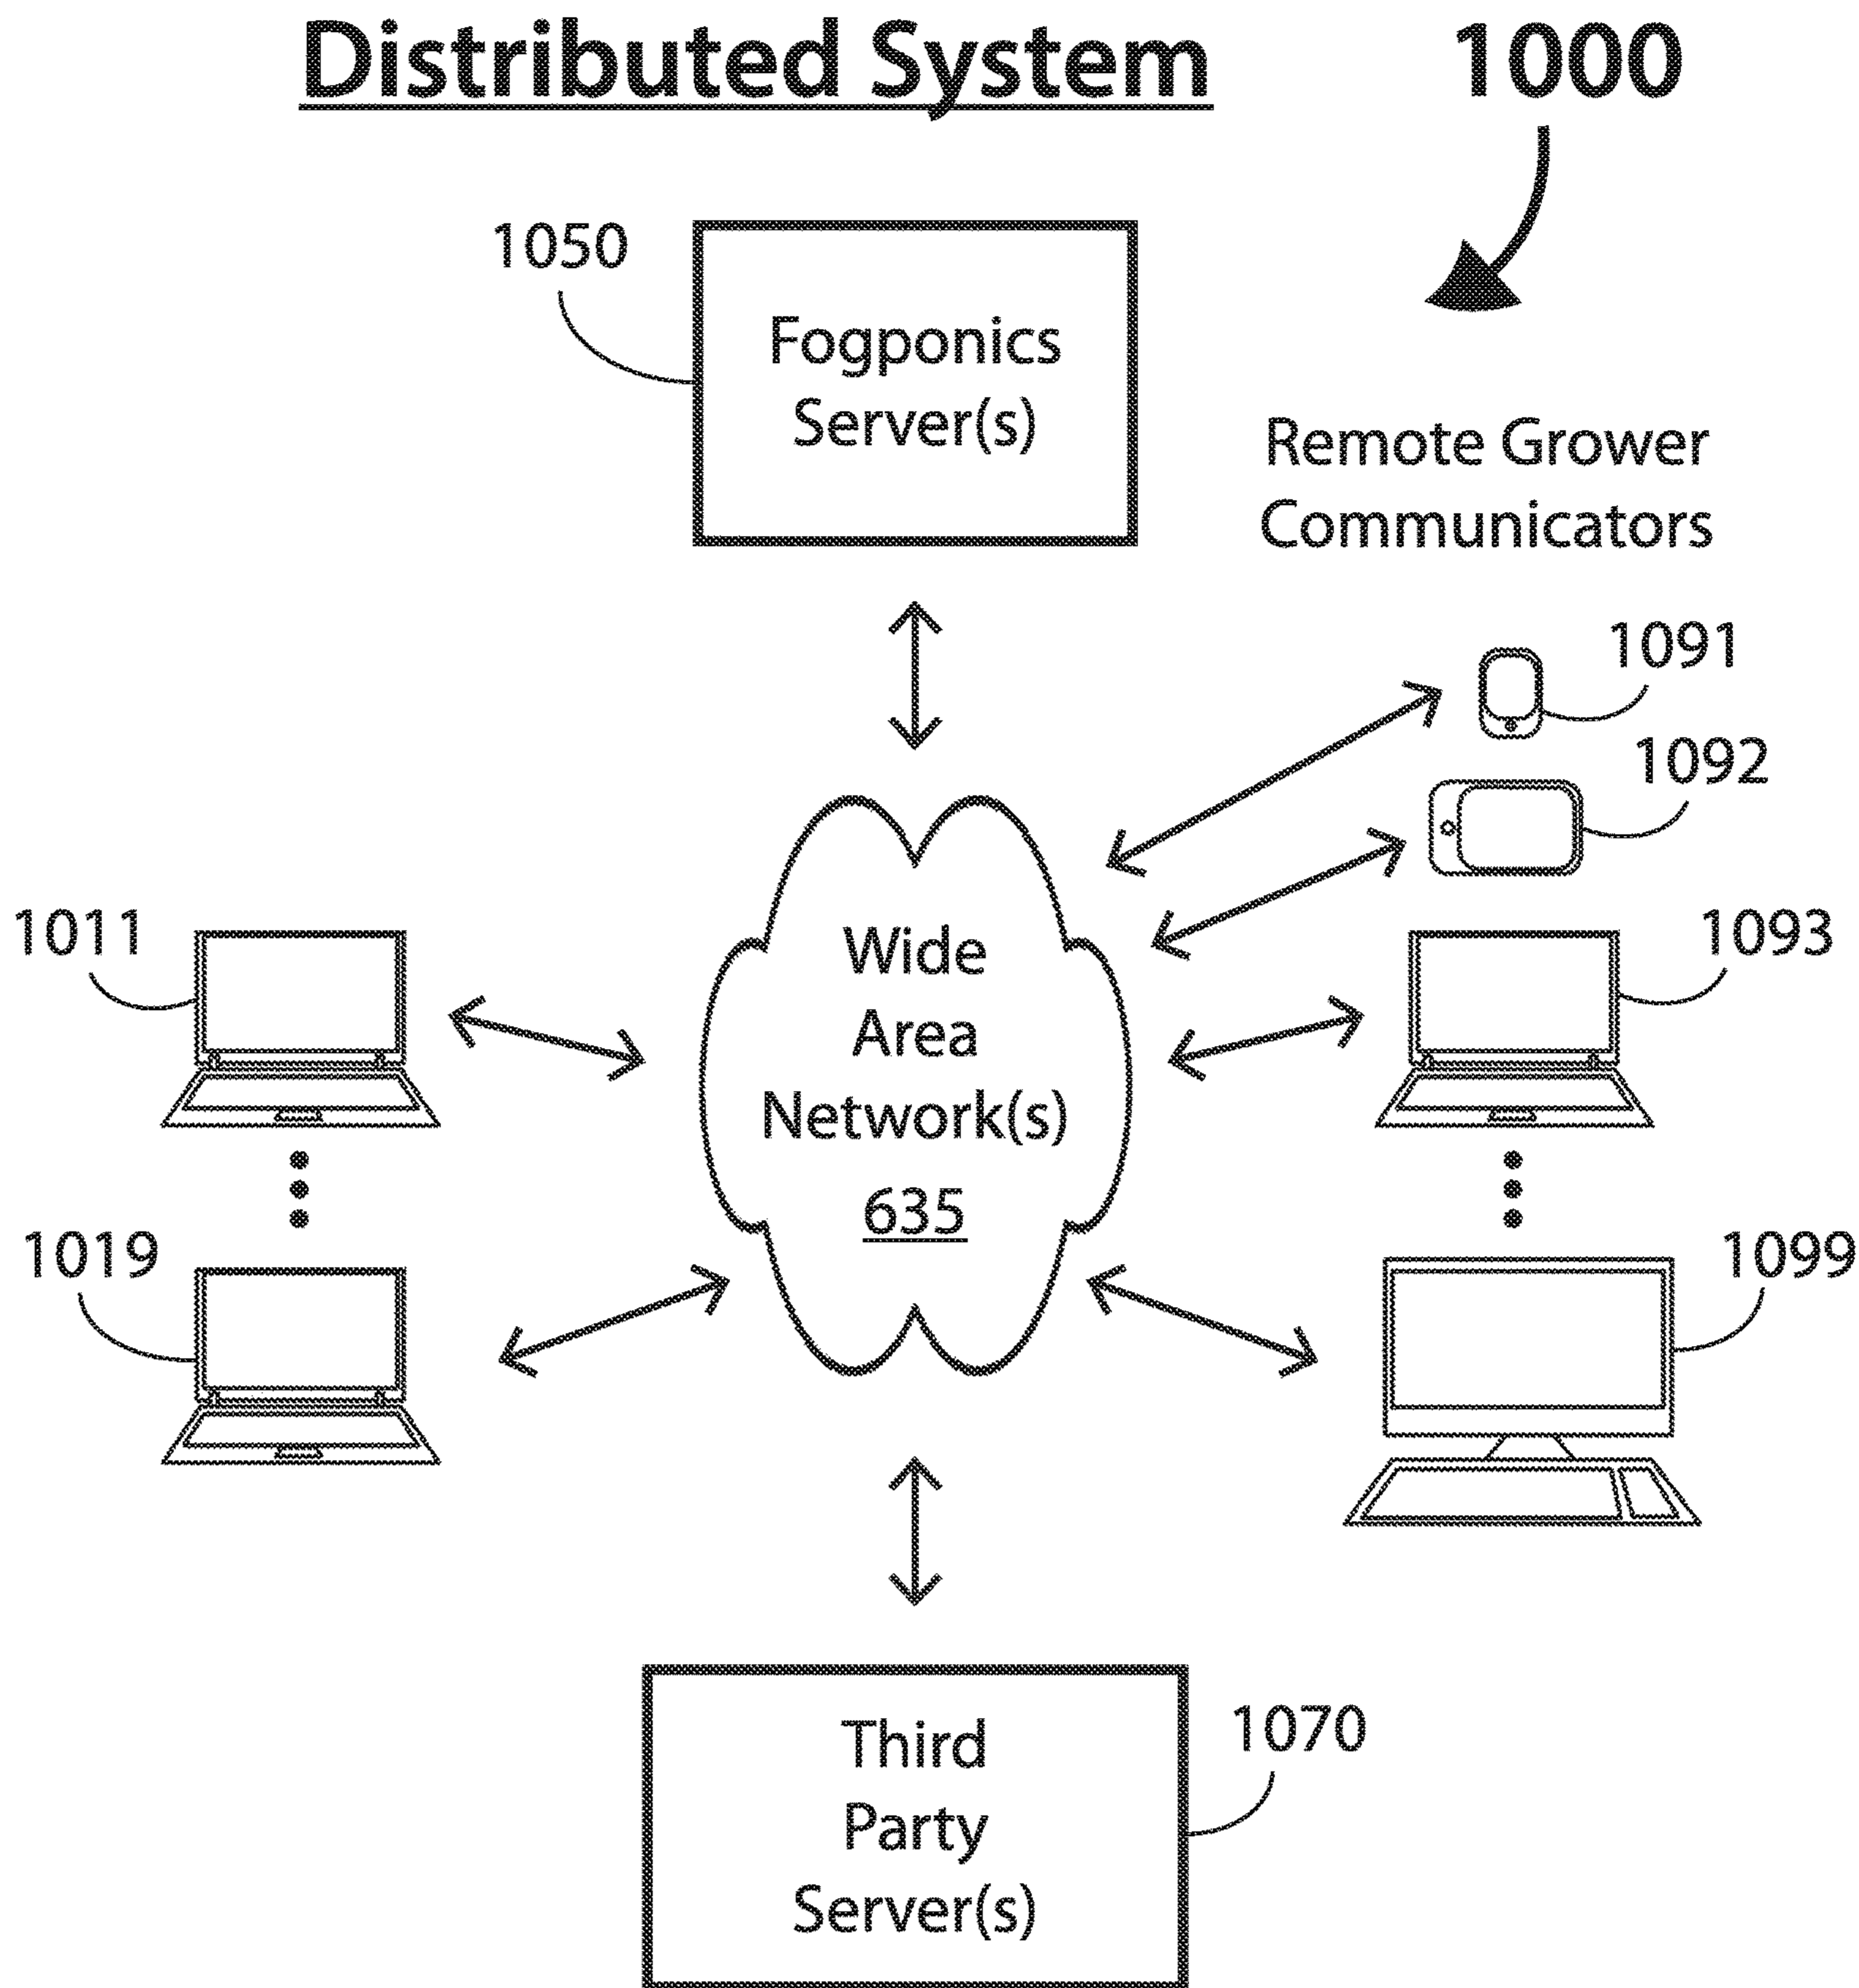 Distributed System
1000
1050
Fogponics
Server(s)
Remote Grower
Communicators
1091
1092
1011
1093
Wide
Area
Network(s)
635
1019
1099
Third
Party
Server(s)
1070